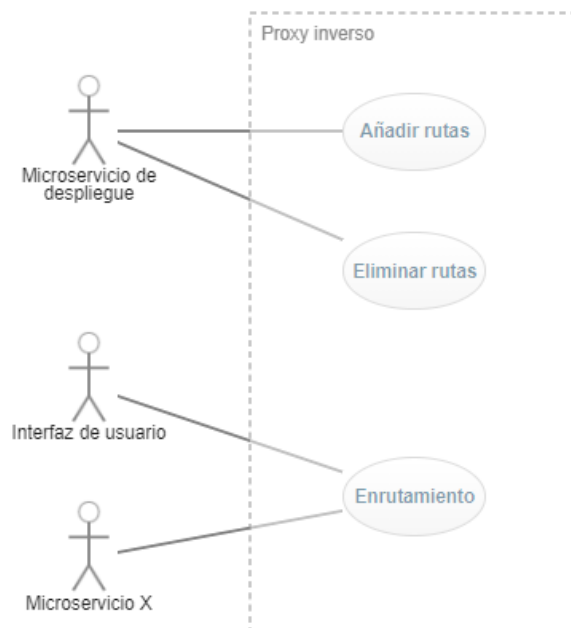 Proxy inverso
Añadir rutas
Microservicio de
despliegue
Eliminar rutas
Interfaz de usuario
Enrutamiento
Microservicio X